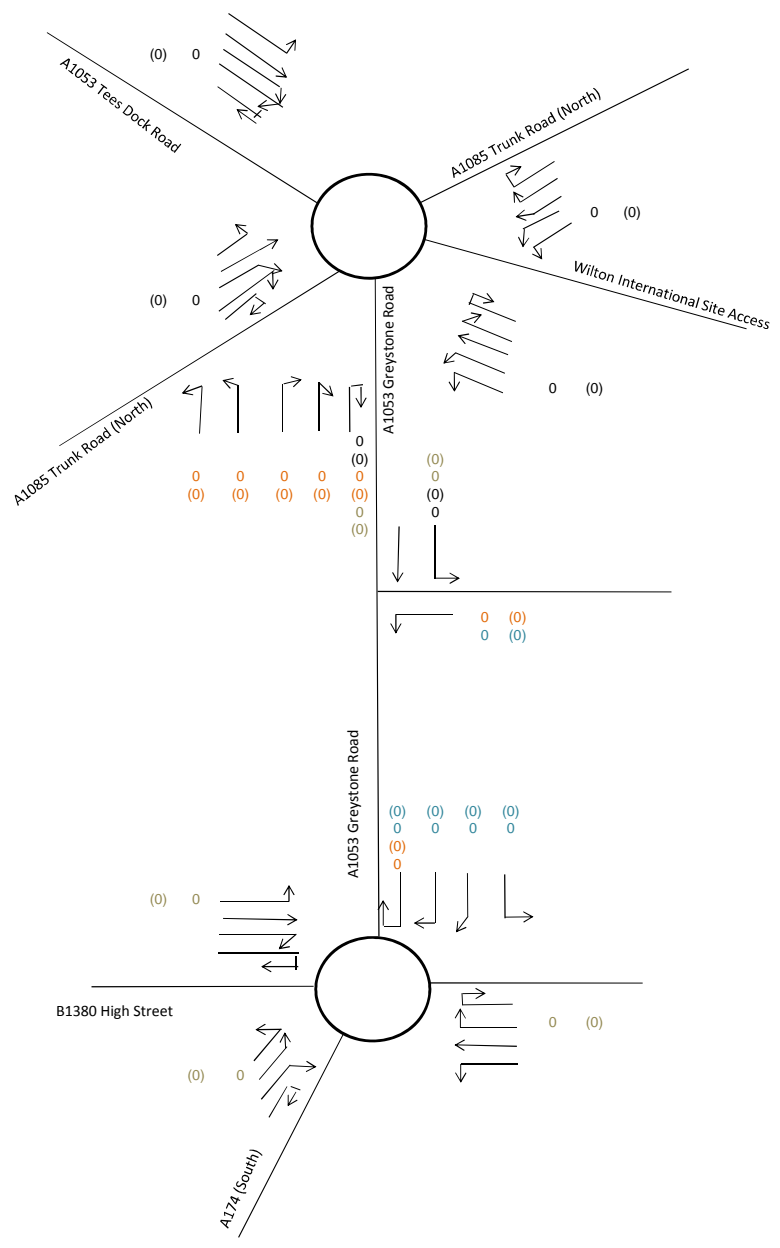 (0) 0
A1053 Tees Dock Road
A1085 Trunk Road (North)
0 (0)
Wilton International Site Access
(0) 0
A1053 Greystone Road
0 (0)
A1085 Trunk Road (North)
0
(0) (0)
0 0 0 0 0 0
(0) (0) (0) (0) (0) (0)
0 0
(0)
0 (0)
0 (0)
A1053 Greystone Road
(0) (0) (0) (0)
0 0 0 0
(0)
0
(0) 0
B1380 High Street
0 (0)
(0) 0
A174 (South)